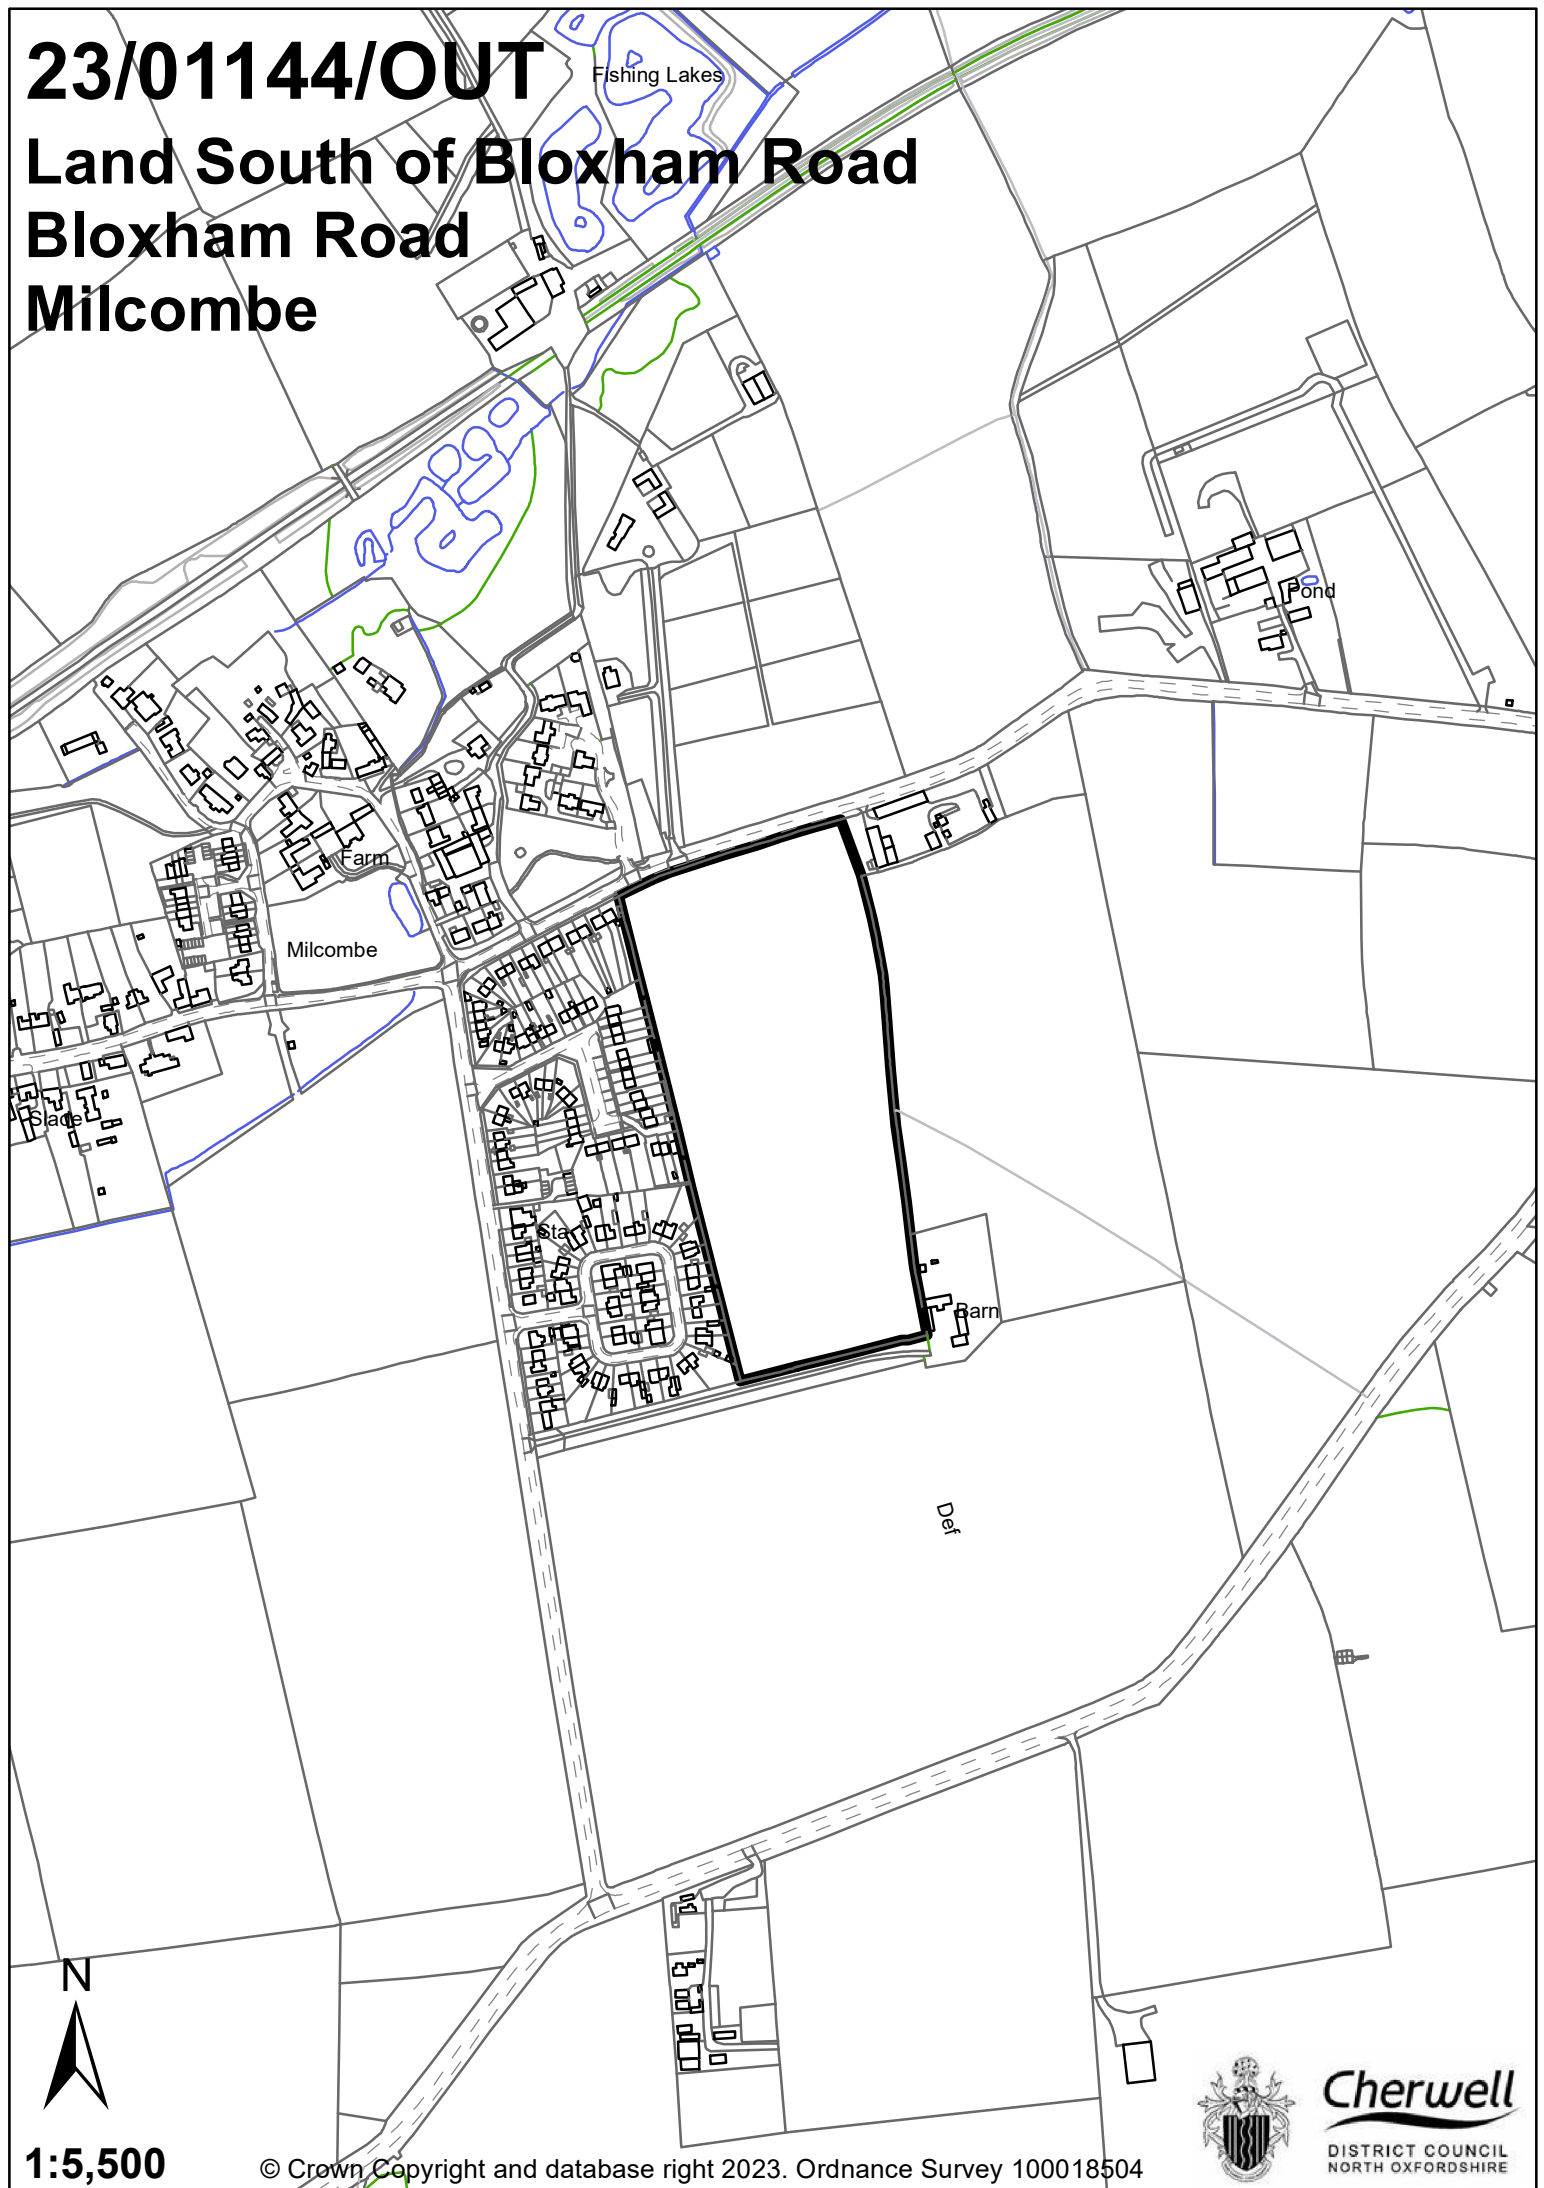 23/01144/OUT
Fishing Lakes
Land South of Bloxham Road
Bloxham Road
Milcombe
Pond
Farm
Milcombe
Slade
Sta
Barn
Def
N
1:5,500
© Crown Copyright and database right 2023. Ordnance Survey 100018504
Cherwell
DISTRICT COUNCIL
NORTH OXFORDSHIRE